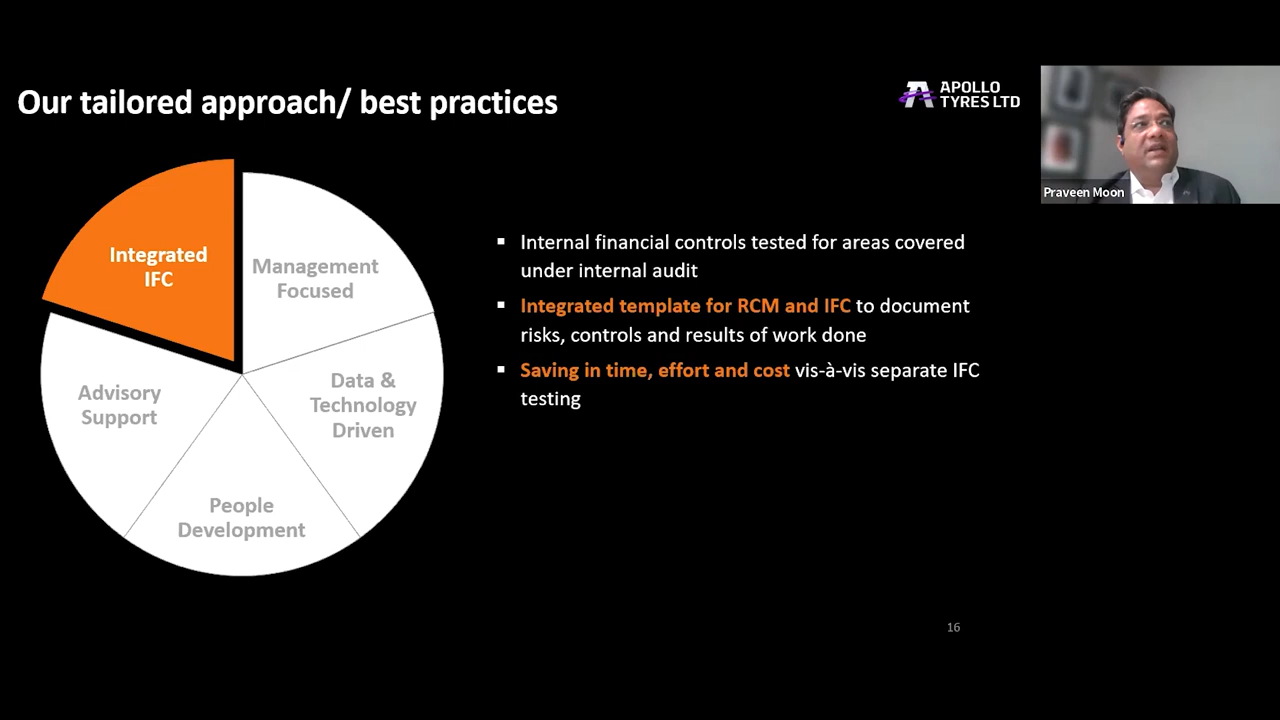 Our tailored approach/ best practices
APOLLO
TYRES LTD
Praveen Moon
Integrated
IFC
Management
Focused
Data &
Technology
Driven
People
Development
Advisory
Support
▪ Internal financial controls tested for areas covered
under internal audit
▪ Integrated template for RCM and IFC to document
risks, controls and results of work done
▪ Saving in time, effort and cost vis-à-vis separate IFC
testing
16